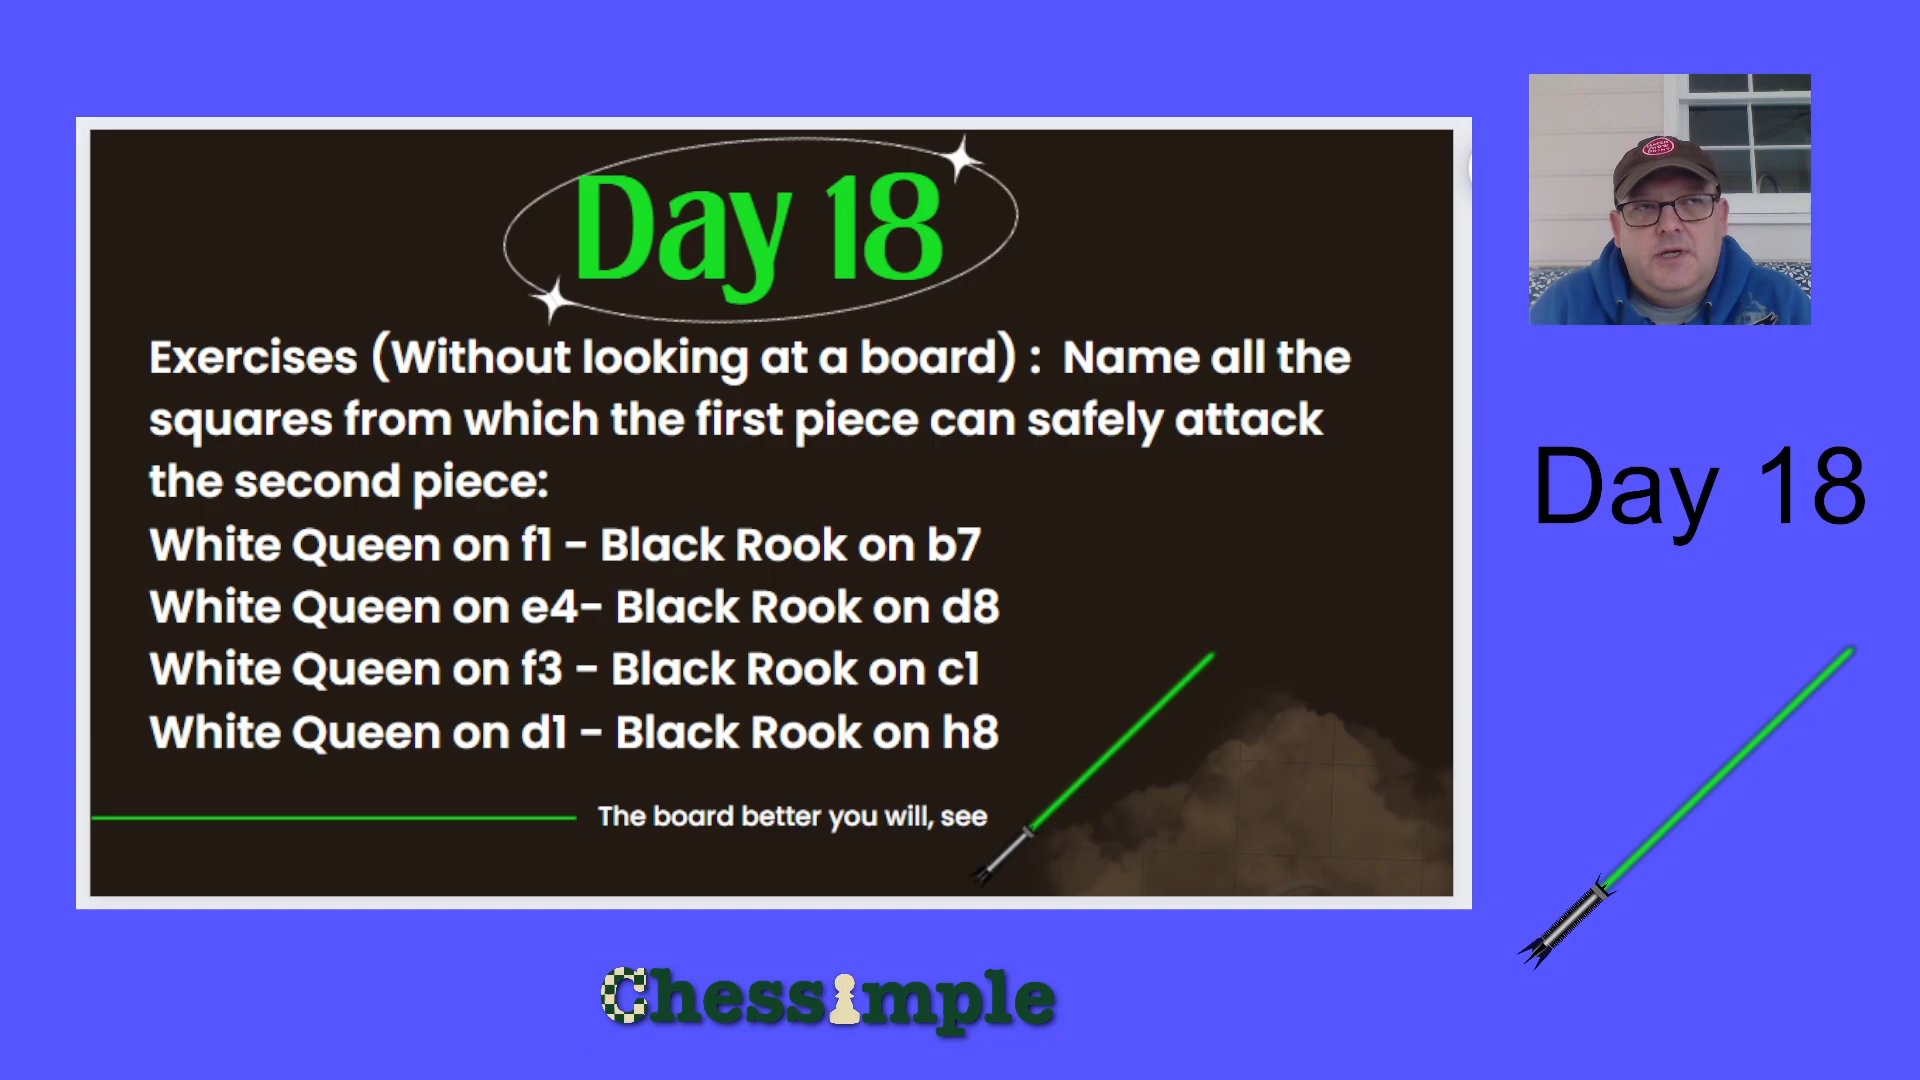 Day 18
Exercises (Without looking at a board) : Name all the
squares from which the first piece can safely attack
the second piece:
White Queen on f1 - Black Rook on b7
White Queen on e4- Black Rook on d8
White Queen on f3 - Black Rook on c1
White Queen on d1 - Black Rook on h8
The board better you will, see
Day 18
Chessimple